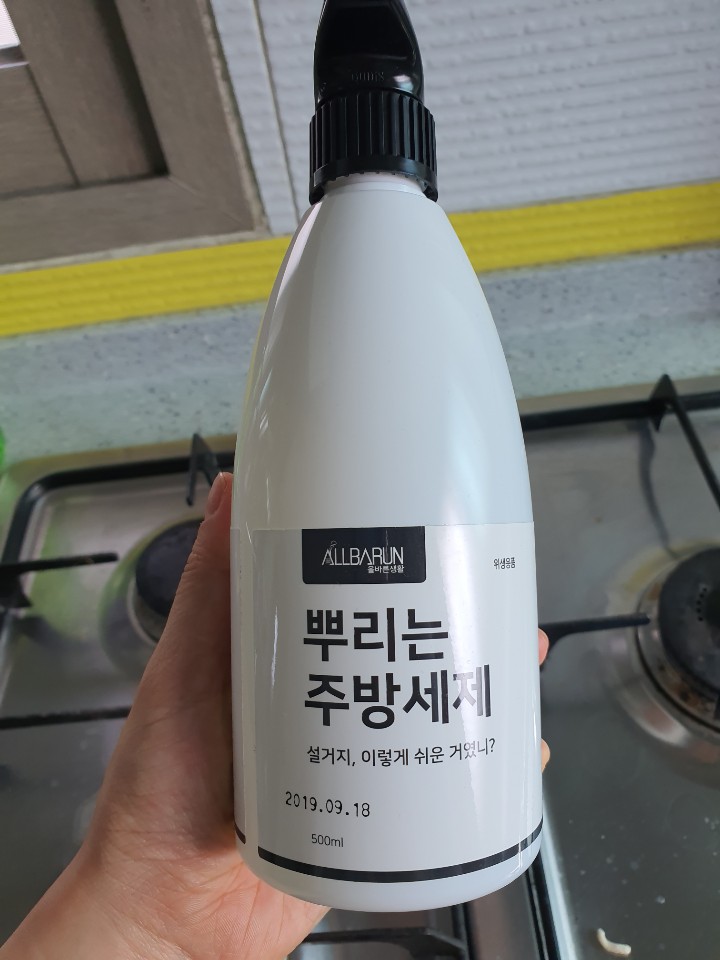 ALLBARUN
올바른생활
위생용품
뿌리는
주방세제
설거지, 이렇게 쉬운 거였니?
2019.09.18
500ml